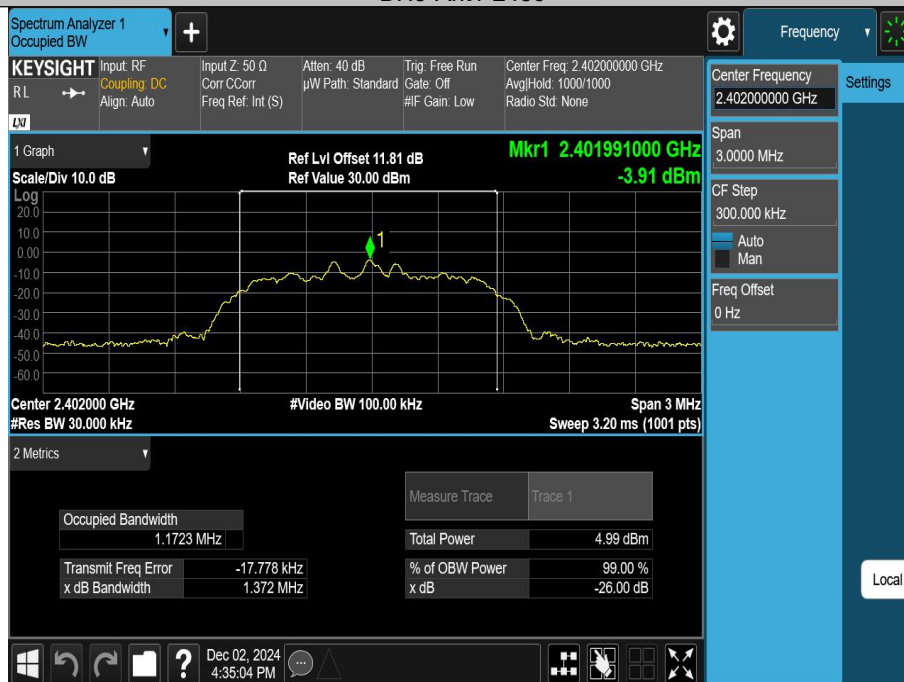 Spectrum Analyzer 1
Occupied BW
Frequency
KEYSIGHT
RL
LXI
Input: RF
Coupling: DC
Align: Auto
Input Z: 50 Ω
Corr CCorr
Freq Ref: Int (S)
Atten: 40 dB
µW Path: Standard
Trig: Free Run
Gate: Off
#IF Gain: Low
Center Freq: 2.402000000 GHz
Avg|Hold: 1000/1000
Radio Std: None
Center Frequency
2.402000000 GHz
Settings
Span
3.0000 MHz
CF Step
300.000 kHz
Auto
Man
Freq Offset
0 Hz
Local
1 Graph
Scale/Div 10.0 dB
Ref Lvl Offset 11.81 dB
Ref Value 30.00 dBm
Mkr1 2.401991000 GHz
-3.91 dBm
Log
20.0
10.0
0.00
-10.0
-20.0
-30.0
-40.0
-50.0
-60.0
1
Center 2.402000 GHz
#Res BW 30.000 kHz
#Video BW 100.00 kHz
Span 3 MHz
Sweep 3.20 ms (1001 pts)
2 Metrics
Measure Trace Trace 1
Occupied Bandwidth
1.1723 MHz
Total Power 4.99 dBm
Transmit Freq Error -17.778 kHz
% of OBW Power 99.00 %
x dB Bandwidth 1.372 MHz
x dB -26.00 dB
Dec 02, 2024
4:35:04 PM